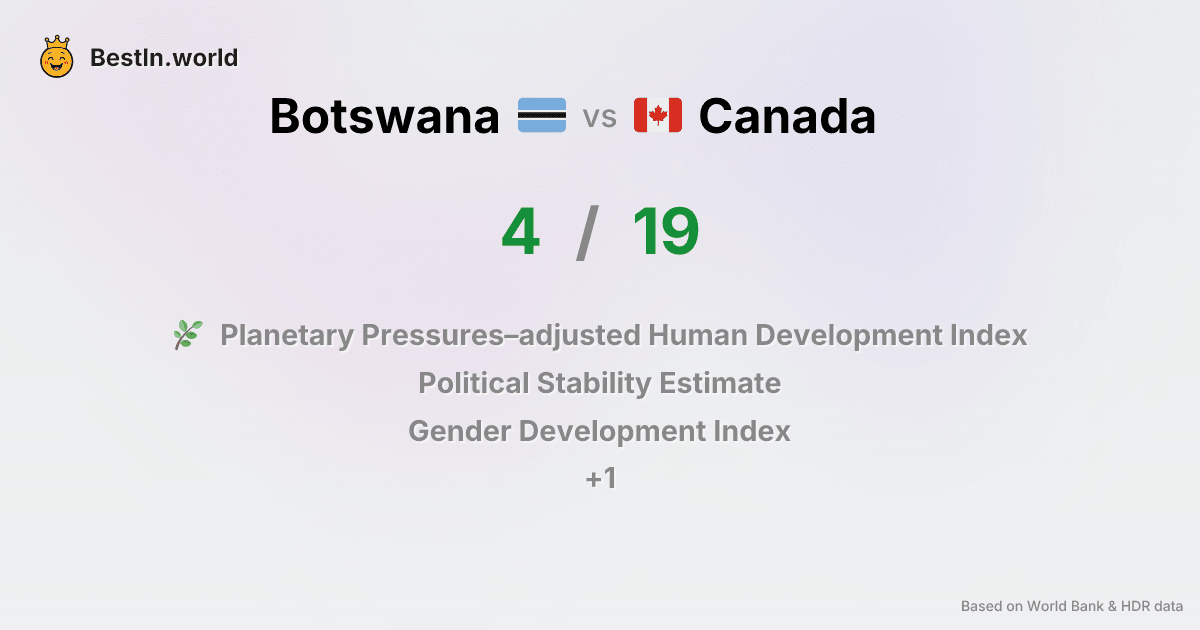 BestIn.world
Botswana vs Canada
4 / 19
Planetary Pressures–adjusted Human Development Index
Political Stability Estimate
Gender Development Index
+1
Based on World Bank & HDR data